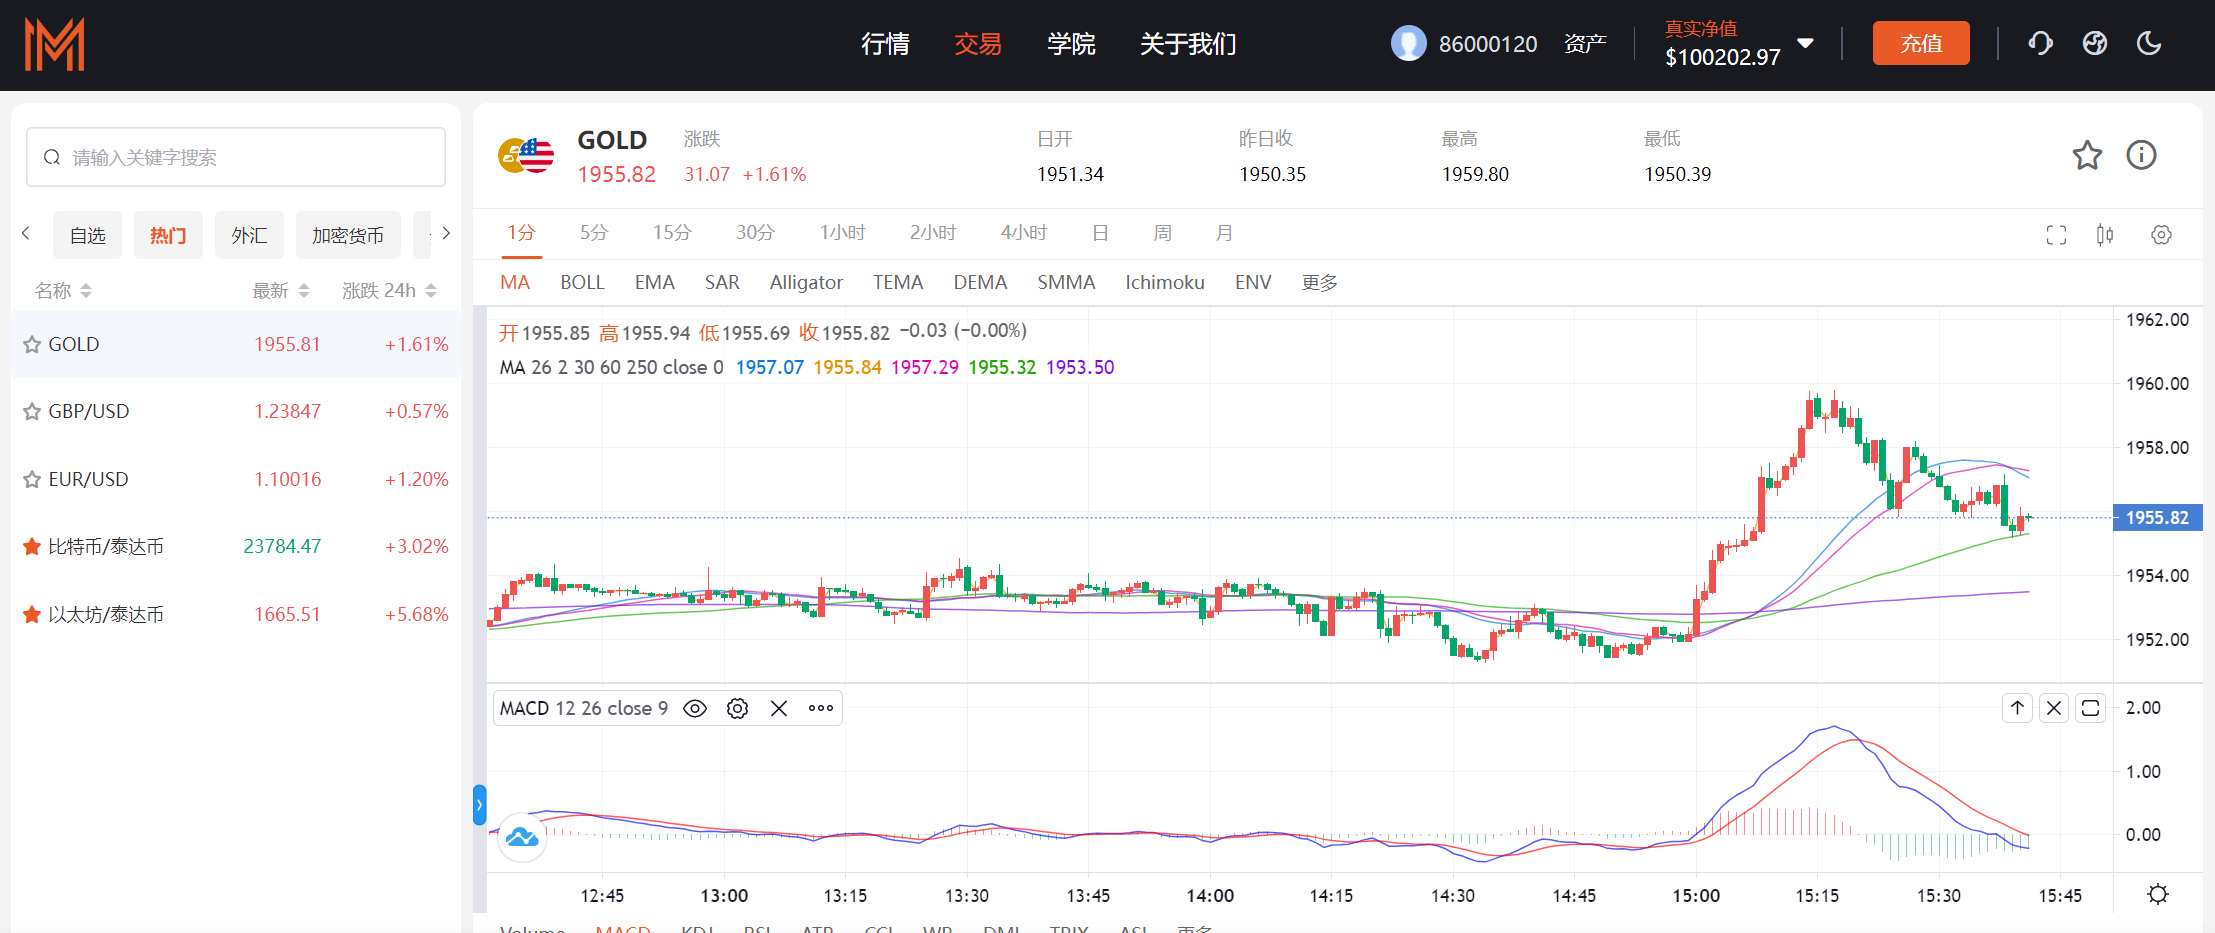 行情 交易 学院 关于我们 86000120 资产 真实净值 $100202.97 充值
请输入关键字搜索
自选 热门 外汇 加密货币
名称 最新 涨跌 24h
GOLD 1955.81 +1.61%
GBP/USD 1.23847 +0.57%
EUR/USD 1.10016 +1.20%
比特币/泰达币 23784.47 +3.02%
以太坊/泰达币 1665.51 +5.68%
GOLD 涨跌 日开 昨日收 最高 最低
1955.82 31.07 +1.61% 1951.34 1950.35 1959.80 1950.39
1分 5分 15分 30分 1小时 2小时 4小时 日 周 月
MA BOLL EMA SAR Alligator TEMA DEMA SMMA Ichimoku ENV 更多
开1955.85 高1955.94 低1955.69 收1955.82 −0.03 (−0.00%)
MA 26 2 30 60 250 close 0 1957.07 1955.84 1957.29 1955.32 1953.50
1962.00
1960.00
1958.00
1955.82
1954.00
1952.00
MACD 12 26 close 9
2.00
1.00
0.00
12:45 13:00 13:15 13:30 13:45 14:00 14:15 14:30 14:45 15:00 15:15 15:30 15:45
Volume MACD KDJ RSI ATR CCI WR DMI TRIX ASI 更多